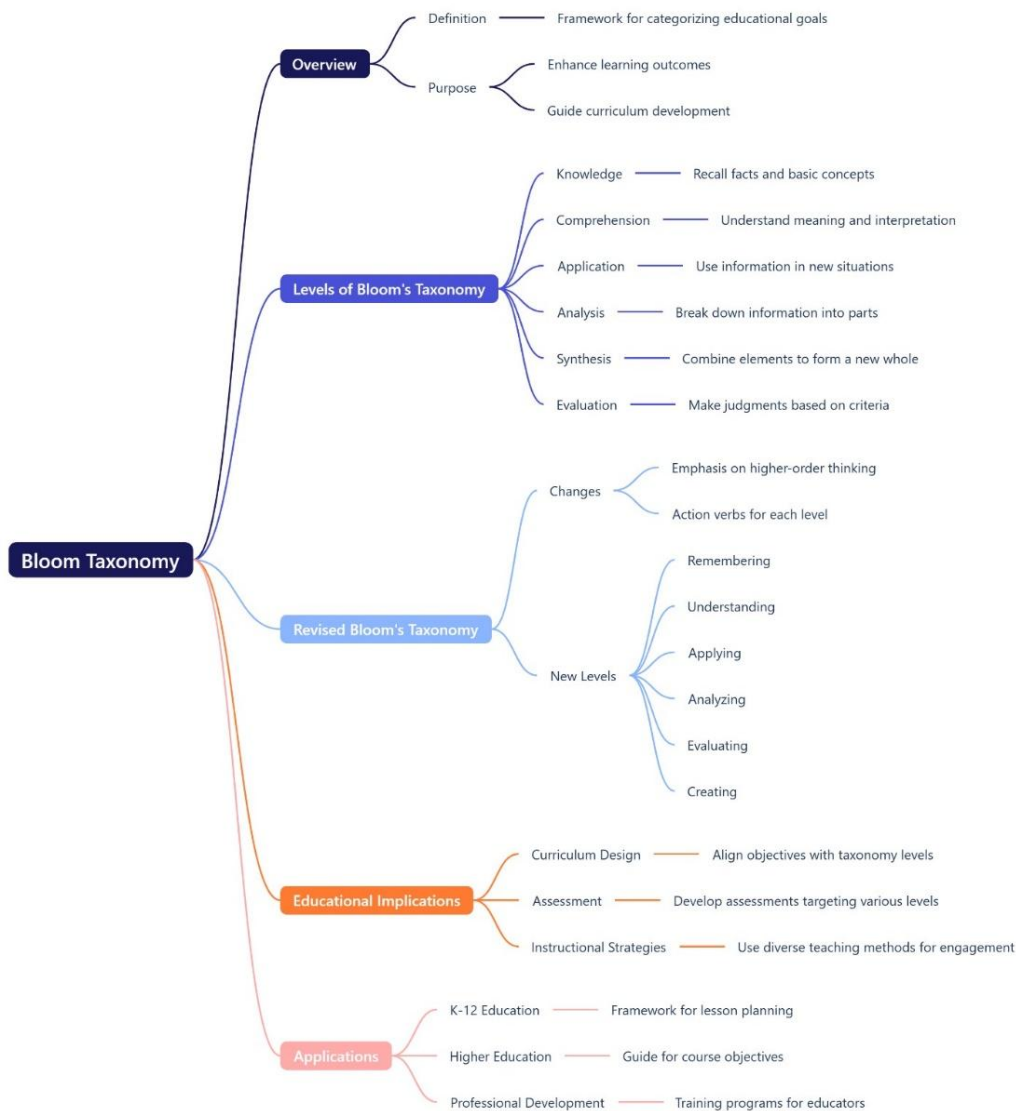 Bloom Taxonomy
Overview
Definition
Framework for categorizing educational goals
Purpose
Enhance learning outcomes
Guide curriculum development
Levels of Bloom's Taxonomy
Knowledge
Recall facts and basic concepts
Comprehension
Understand meaning and interpretation
Application
Use information in new situations
Analysis
Break down information into parts
Synthesis
Combine elements to form a new whole
Evaluation
Make judgments based on criteria
Revised Bloom's Taxonomy
Changes
Emphasis on higher-order thinking
Action verbs for each level
New Levels
Remembering
Understanding
Applying
Analyzing
Evaluating
Creating
Educational Implications
Curriculum Design
Align objectives with taxonomy levels
Assessment
Develop assessments targeting various levels
Instructional Strategies
Use diverse teaching methods for engagement
Applications
K-12 Education
Framework for lesson planning
Higher Education
Guide for course objectives
Professional Development
Training programs for educators